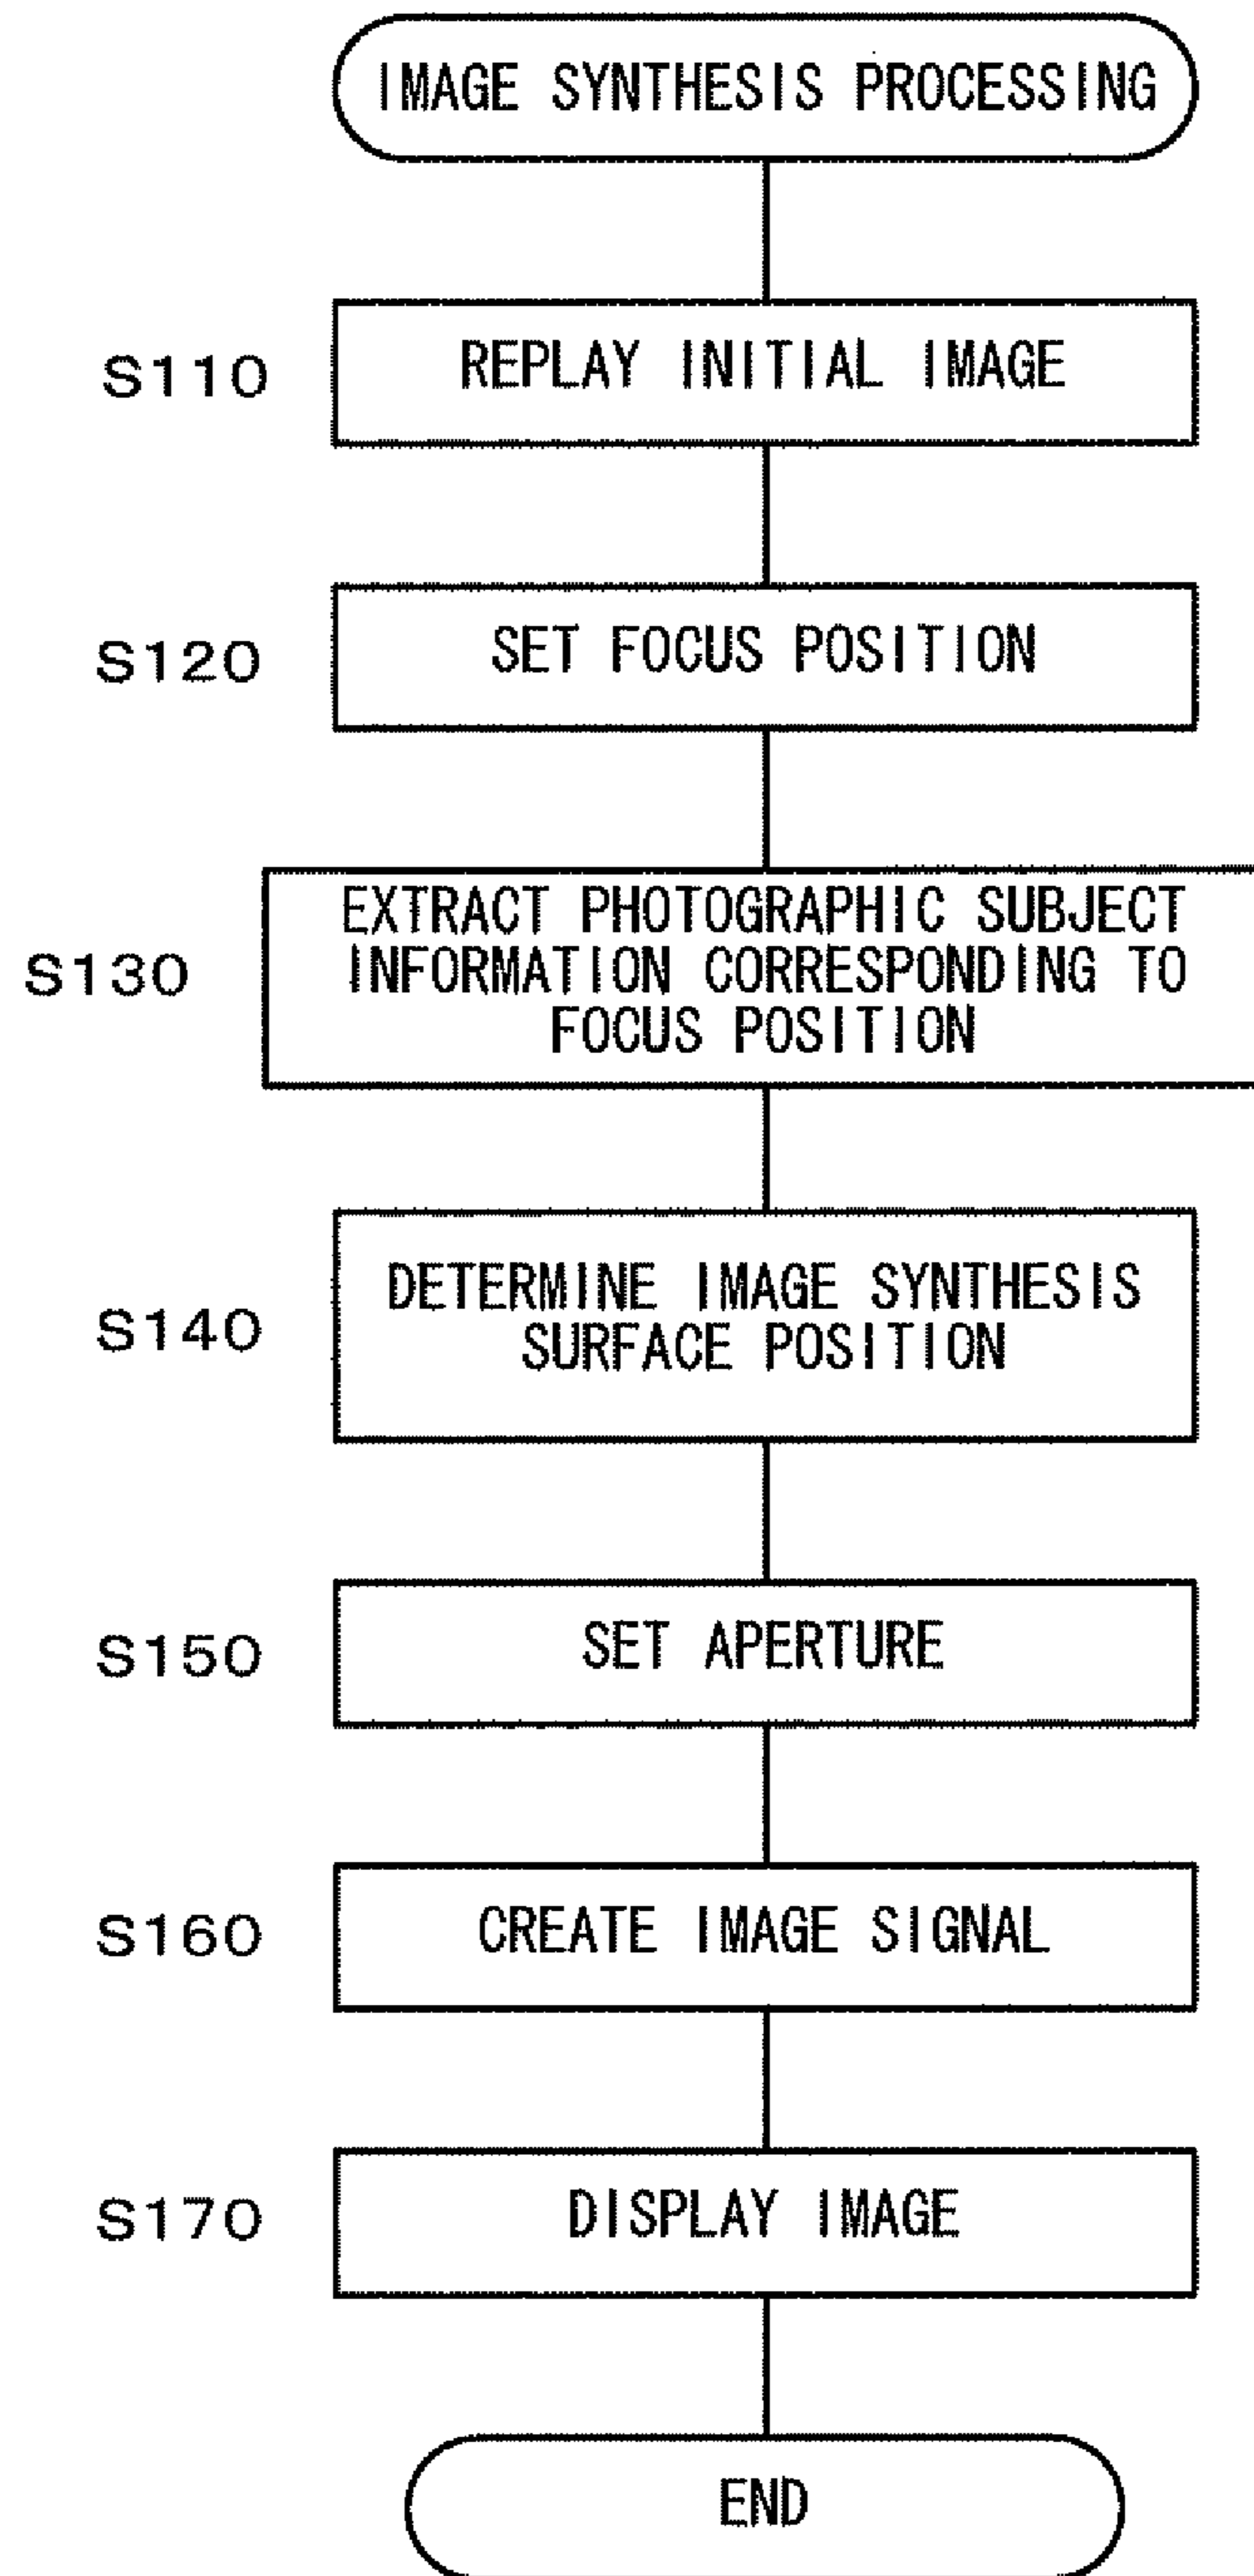 IMAGE SYNTHESIS PROCESSING
S110
REPLAY INITIAL IMAGE
S120
SET FOCUS POSITION
S130
EXTRACT PHOTOGRAPHIC SUBJECT
INFORMATION CORRESPONDING TO
FOCUS POSITION
S140
DETERMINE IMAGE SYNTHESIS
SURFACE POSITION
S150
SET APERTURE
S160
CREATE IMAGE SIGNAL
S170
DISPLAY IMAGE
END